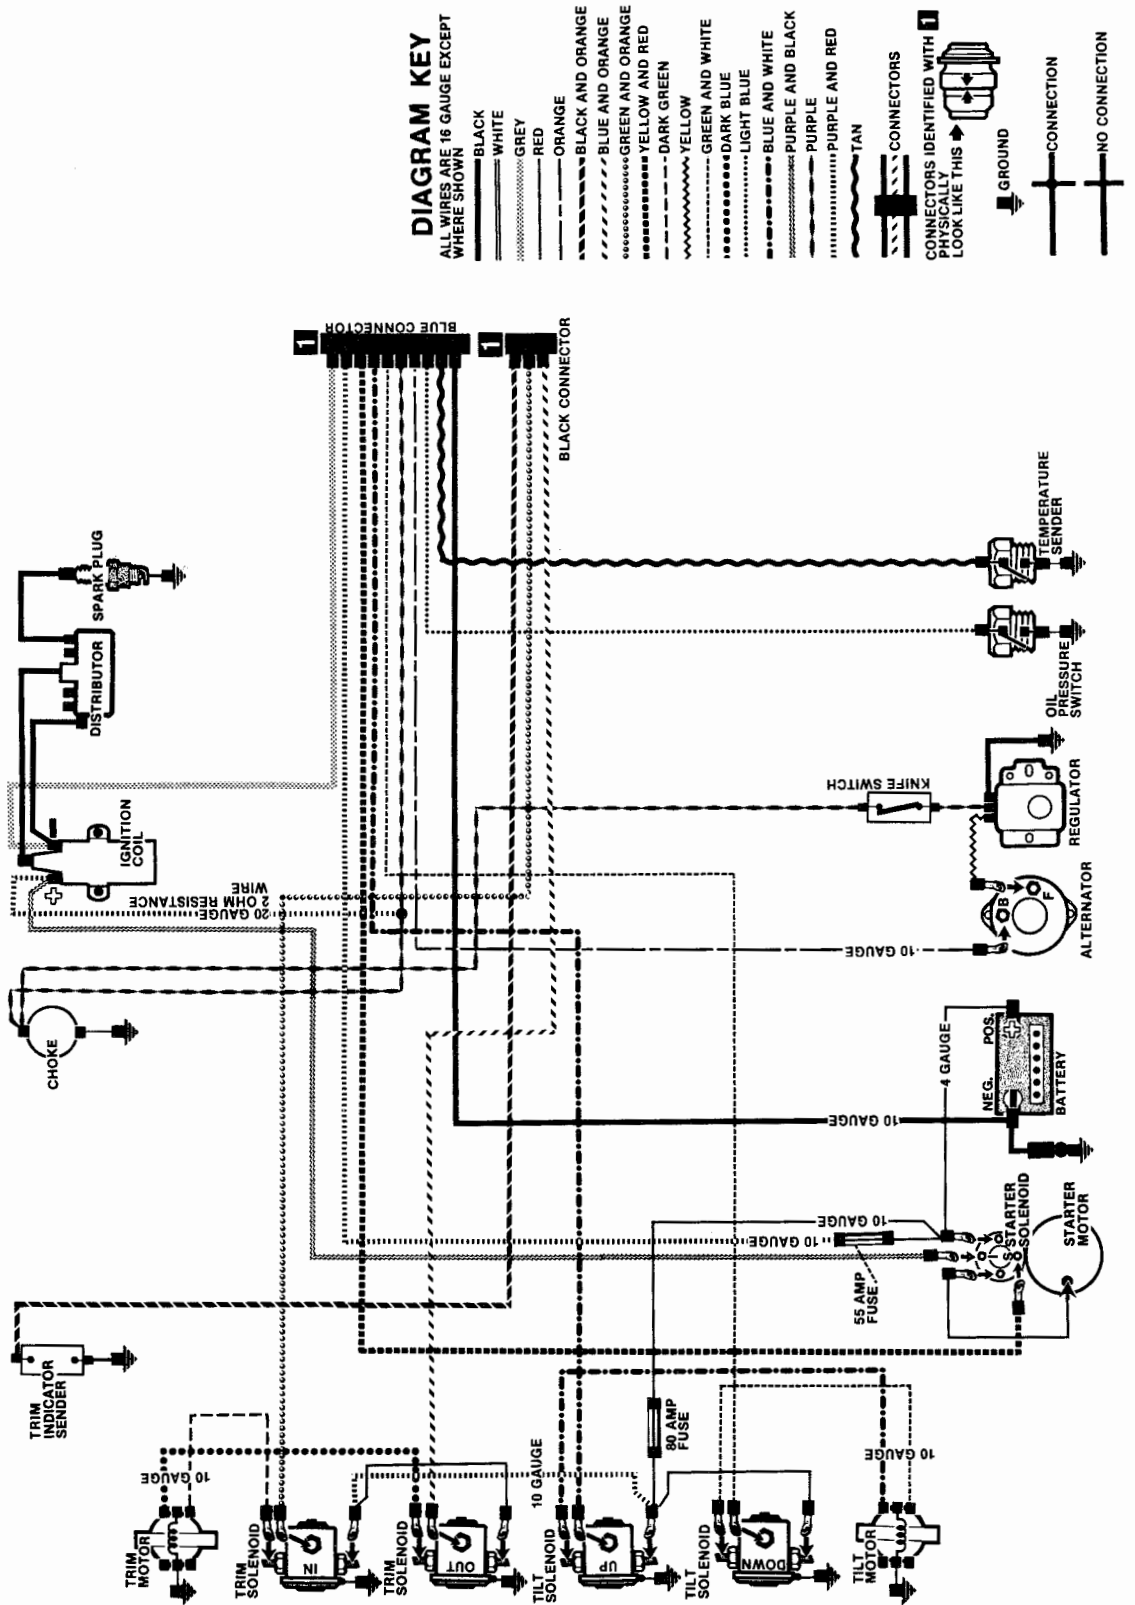 DIAGRAM KEY
ALL WIRES ARE 16 GAUGE EXCEPT
WHERE SHOWN
BLACK
WHITE
GREY
RED
ORANGE
BLACK AND ORANGE
BLUE AND ORANGE
GREEN AND ORANGE
YELLOW AND RED
DARK GREEN
YELLOW
GREEN AND WHITE
DARK BLUE
LIGHT BLUE
BLUE AND WHITE
PURPLE AND BLACK
PURPLE
PURPLE AND RED
TAN
CONNECTORS
CONNECTORS IDENTIFIED WITH 1
PHYSICALLY
LOOK LIKE THIS
GROUND
CONNECTION
NO CONNECTION
1
BLUE CONNECTOR
1
BLACK CONNECTOR
SPARK PLUG
DISTRIBUTOR
IGNITION
COIL
20 GAUGE
2 OHM RESISTANCE
WIRE
CHOKE
TEMPERATURE
SENDER
OIL
PRESSURE
SWITCH
KNIFE SWITCH
REGULATOR
ALTERNATOR
B
F
10 GAUGE
4 GAUGE
POS.
NEG.
BATTERY
10 GAUGE
10 GAUGE
10 GAUGE
55 AMP
FUSE
S
I
STARTER
SOLENOID
STARTER
MOTOR
TRIM
INDICATOR
SENDER
80 AMP
FUSE
10 GAUGE
10 GAUGE
10 GAUGE
TRIM
MOTOR
TRIM
SOLENOID
IN
TRIM
SOLENOID
OUT
TILT
SOLENOID
UP
TILT
SOLENOID
DOWN
TILT
MOTOR